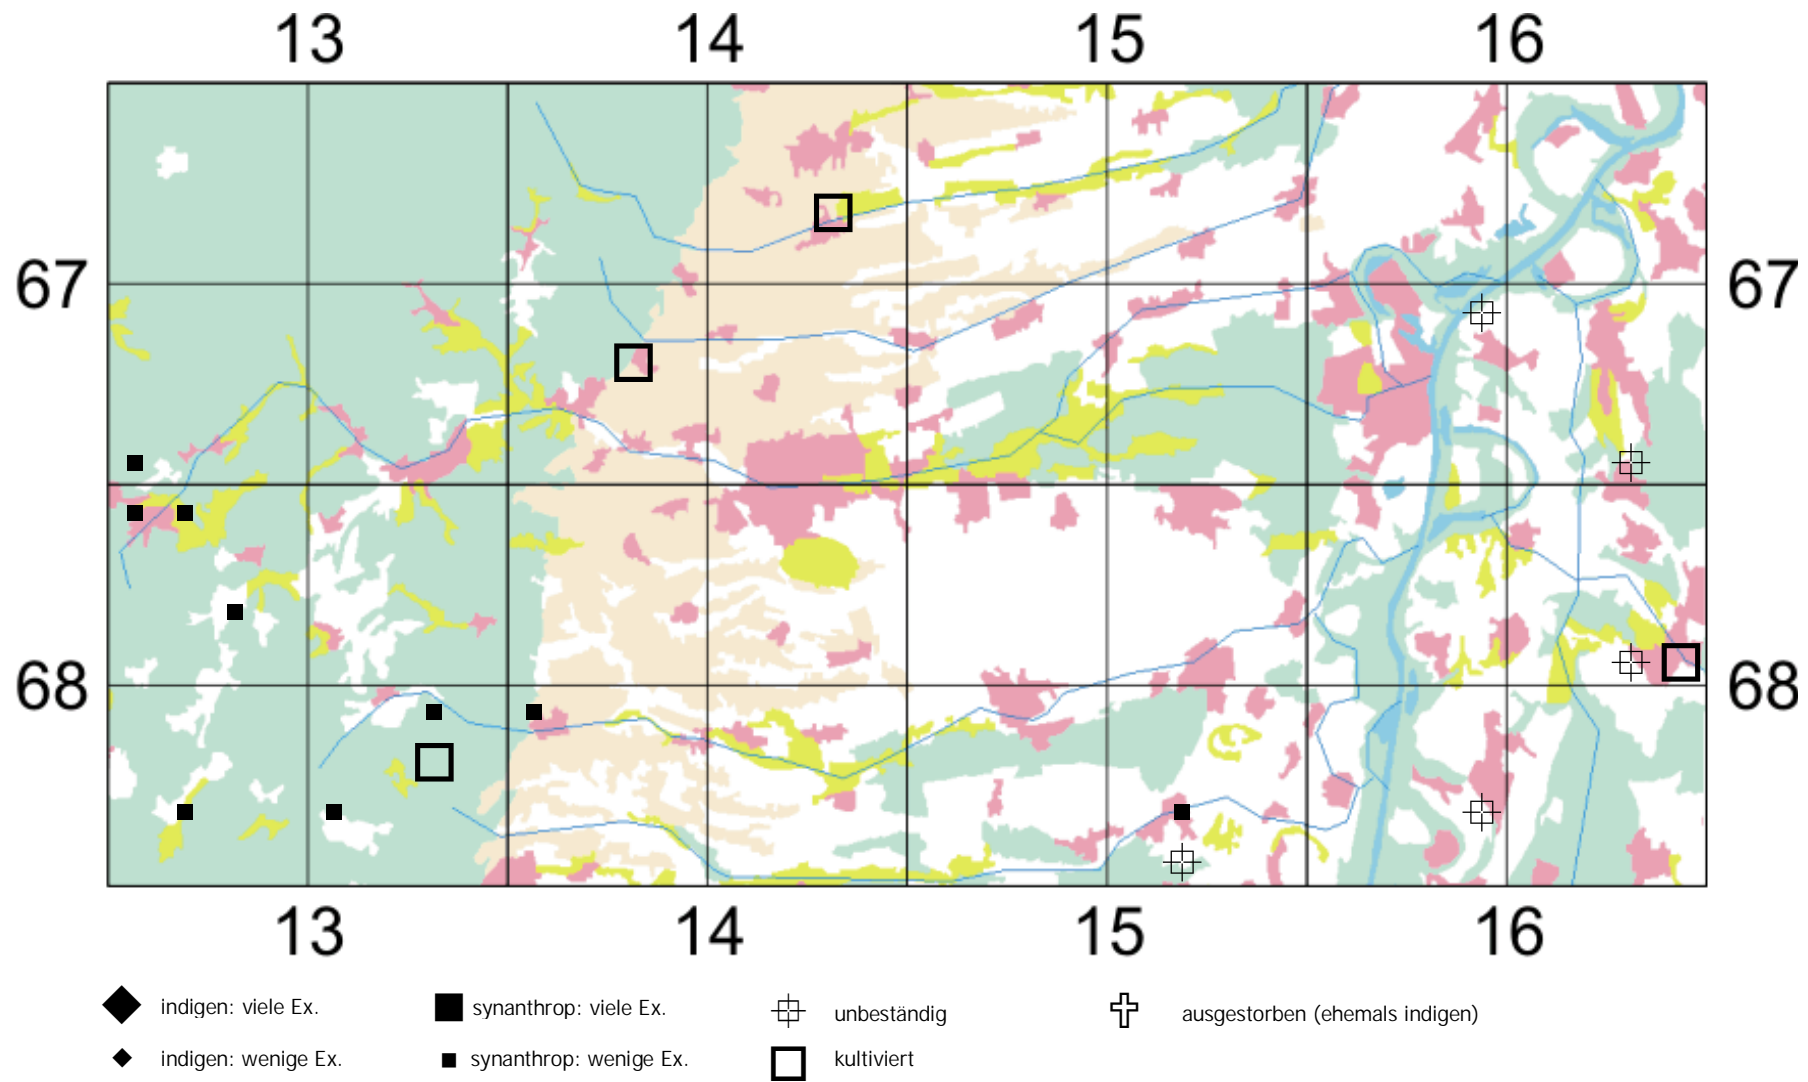 13 14 15 16
67 67
68 68
13 14 15 16
indigen: viele Ex. synanthrop: viele Ex. unbeständig ausgestorben (ehemals indigen)
indigen: wenige Ex. synanthrop: wenige Ex. kultiviert